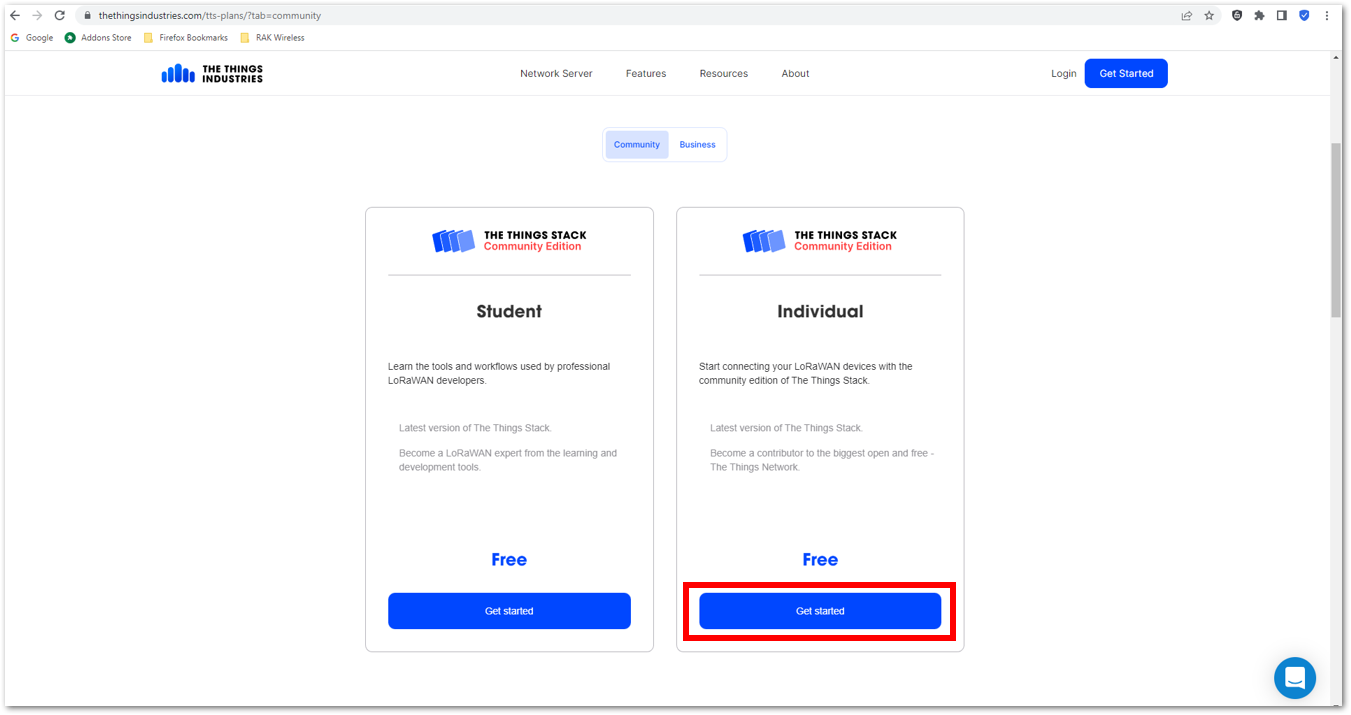 thethingsindustries.com/tts-plans/?tab=community
Google Addons Store Firefox Bookmarks RAK Wireless
THE THINGS
INDUSTRIES
Network Server Features Resources About Login Get Started
Community Business
THE THINGS STACK
Community Edition
Student
Learn the tools and workflows used by professional
LoRaWAN developers.
Latest version of The Things Stack.
Become a LoRaWAN expert from the learning and
development tools.
Free
Get started
THE THINGS STACK
Community Edition
Individual
Start connecting your LoRaWAN devices with the
community edition of The Things Stack.
Latest version of The Things Stack.
Become a contributor to the biggest open and free -
The Things Network.
Free
Get started